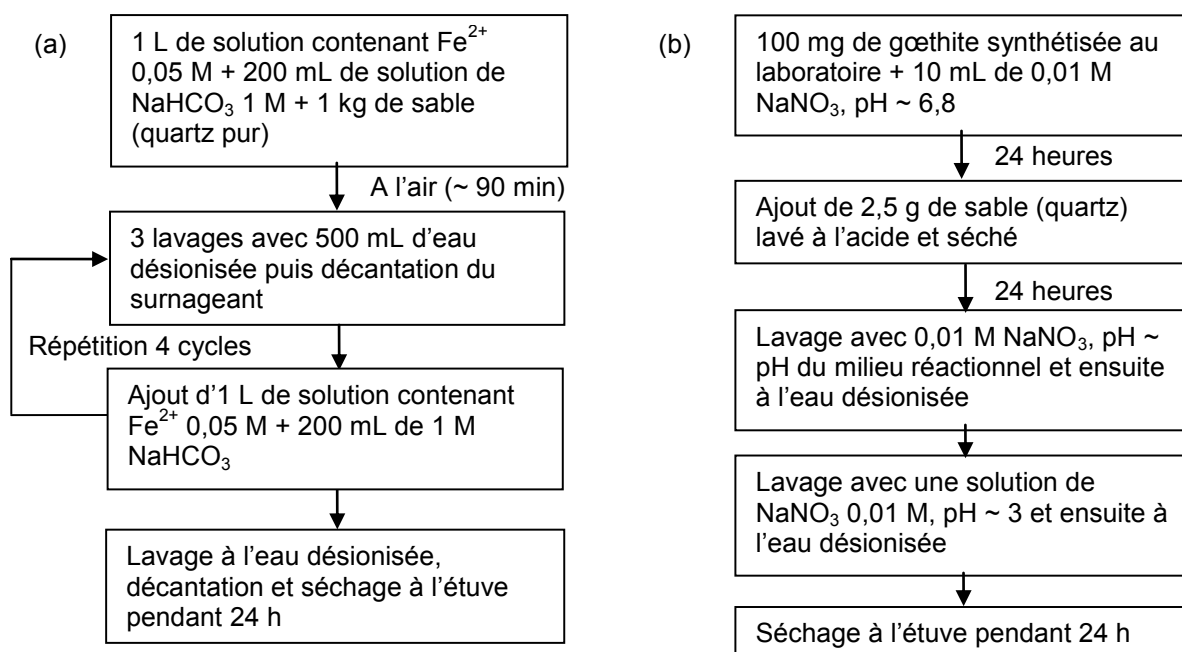 (a)
1 L de solution contenant Fe2+
0,05 M + 200 mL de solution de
NaHCO3 1 M + 1 kg de sable
(quartz pur)
A l’air (~ 90 min)
3 lavages avec 500 mL d’eau
désionisée puis décantation du
surnageant
Répétition 4 cycles
Ajout d’1 L de solution contenant
Fe2+ 0,05 M + 200 mL de 1 M
NaHCO3
Lavage à l’eau désionisée,
décantation et séchage à l’étuve
pendant 24 h
(b)
100 mg de gœthite synthétisée au
laboratoire + 10 mL de 0,01 M
NaNO3, pH ~ 6,8
24 heures
Ajout de 2,5 g de sable (quartz)
lavé à l’acide et séché
24 heures
Lavage avec 0,01 M NaNO3, pH ~
pH du milieu réactionnel et ensuite
à l’eau désionisée
Lavage avec une solution de
NaNO3 0,01 M, pH ~ 3 et ensuite à
l’eau désionisée
Séchage à l’étuve pendant 24 h